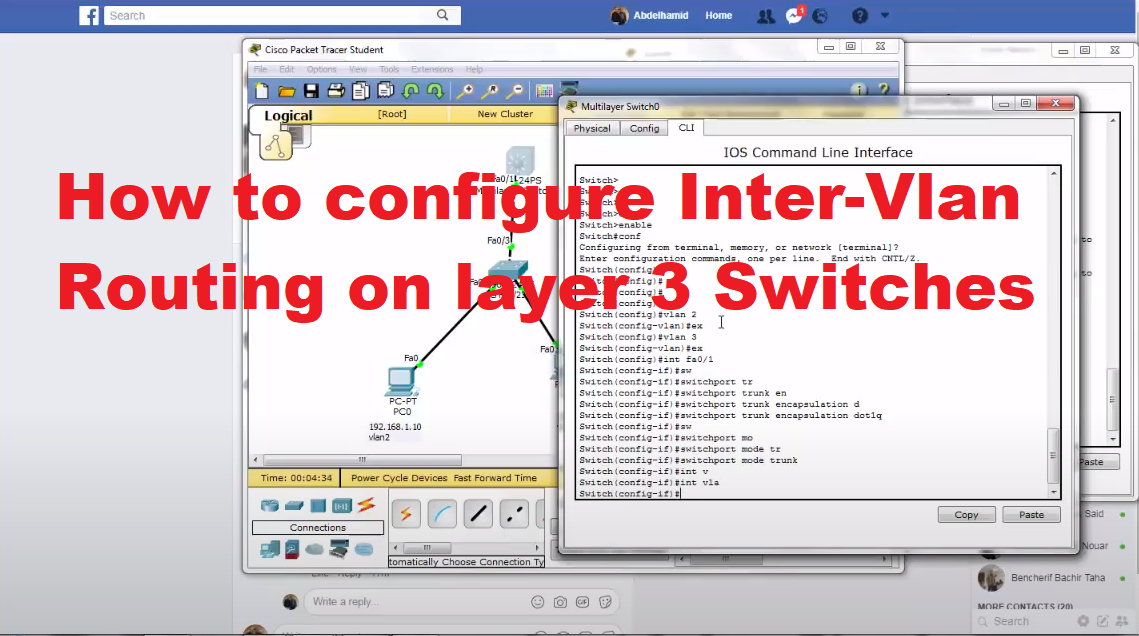 Search
Abdelhamid
Home
1
Cisco Packet Tracer Student
File Edit Options View Tools Extensions Help
Logical
[Root]
New Cluster
24PS
Fa0/3
Fa0
PC-PT
PC0
192.168.1.10
vlan2
Time: 00:04:34
Power Cycle Devices Fast Forward Time
Connections
utomatically Choose Connection Ty
Multilayer Switch0
Physical
Config
CLI
IOS Command Line Interface
Switch>
Switch>enable
Switch#conf
Configuring from terminal, memory, or network [terminal]?
Enter configuration commands, one per line. End with CNTL/Z.
Switch(config)#vlan 2
Switch(config-vlan)#ex
Switch(config)#vlan 3
Switch(config-vlan)#ex
Switch(config)#int fa0/1
Switch(config-if)#sw
Switch(config-if)#switchport tr
Switch(config-if)#switchport trunk en
Switch(config-if)#switchport trunk encapsulation d
Switch(config-if)#switchport trunk encapsulation dot1q
Switch(config-if)#sw
Switch(config-if)#switchport mo
Switch(config-if)#switchport mode tr
Switch(config-if)#switchport mode trunk
Switch(config-if)#int v
Switch(config-if)#int vla
Switch(config-if)#
Copy
Paste
How to configure Inter-Vlan
Routing on layer 3 Switches
to
to
Paste
Said
Nouar
Bencherif Bachir Taha
MORE CONTACTS (20)
Search
Write a reply...
GIF